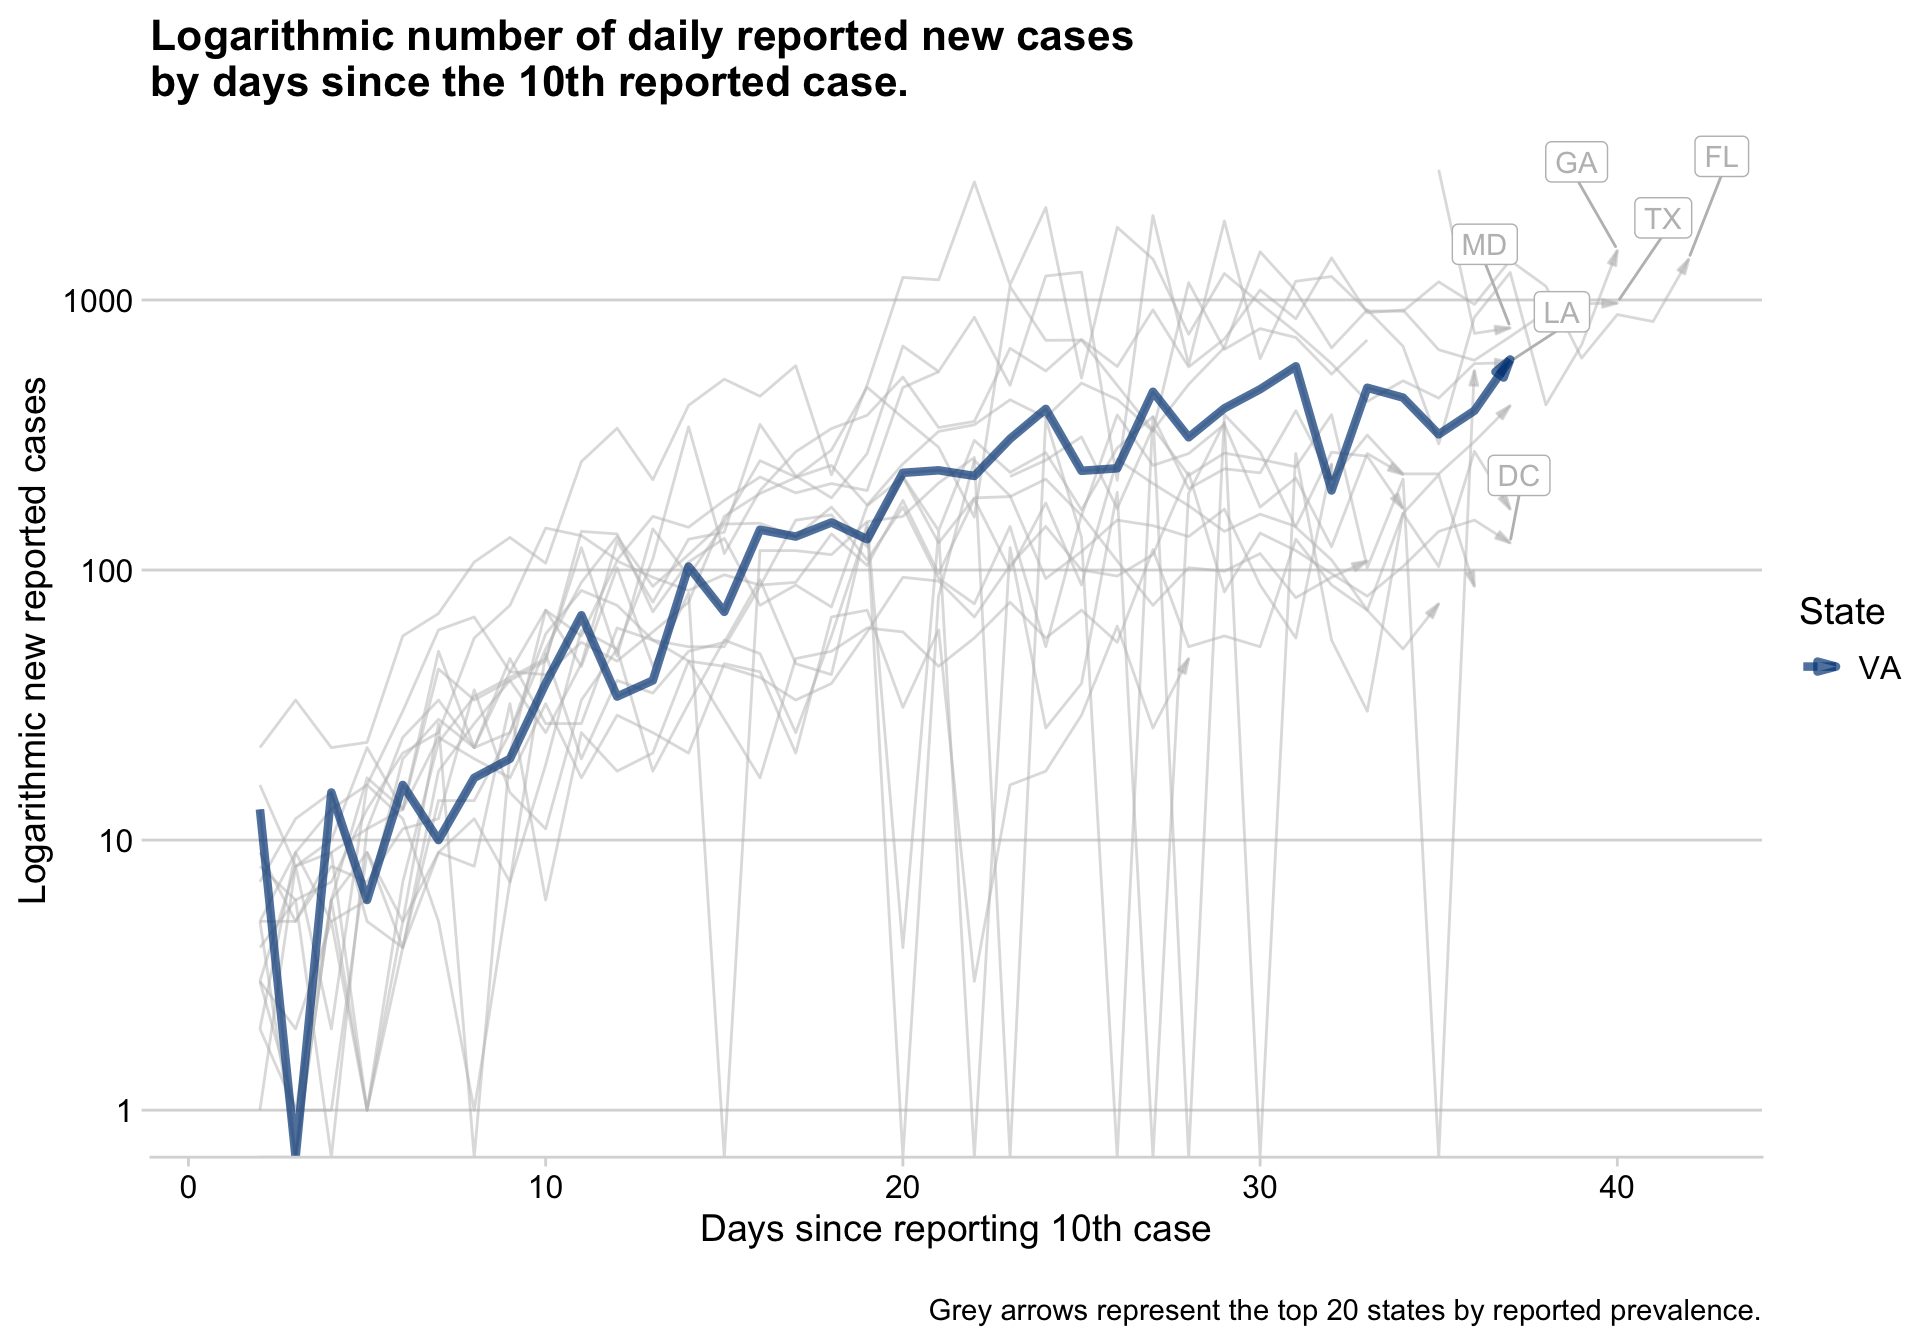 Logarithmic number of daily reported new cases
by days since the 10th reported case.
GA
FL
TX
MD
LA
DC
1000
100
10
1
Logarithmic new reported cases
0
10
20
30
40
Days since reporting 10th case
State
VA
Grey arrows represent the top 20 states by reported prevalence.